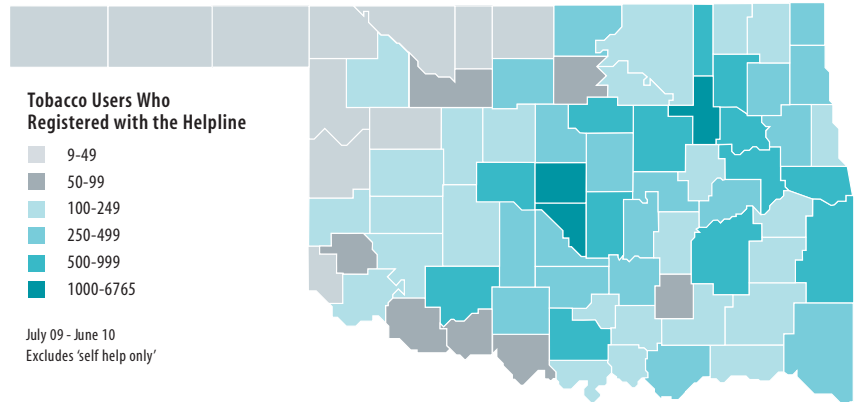 Tobacco Users Who
Registered with the Helpline
9-49
50-99
100-249
250-499
500-999
1000-6765
July 09 - June 10
Excludes ‘self help only’